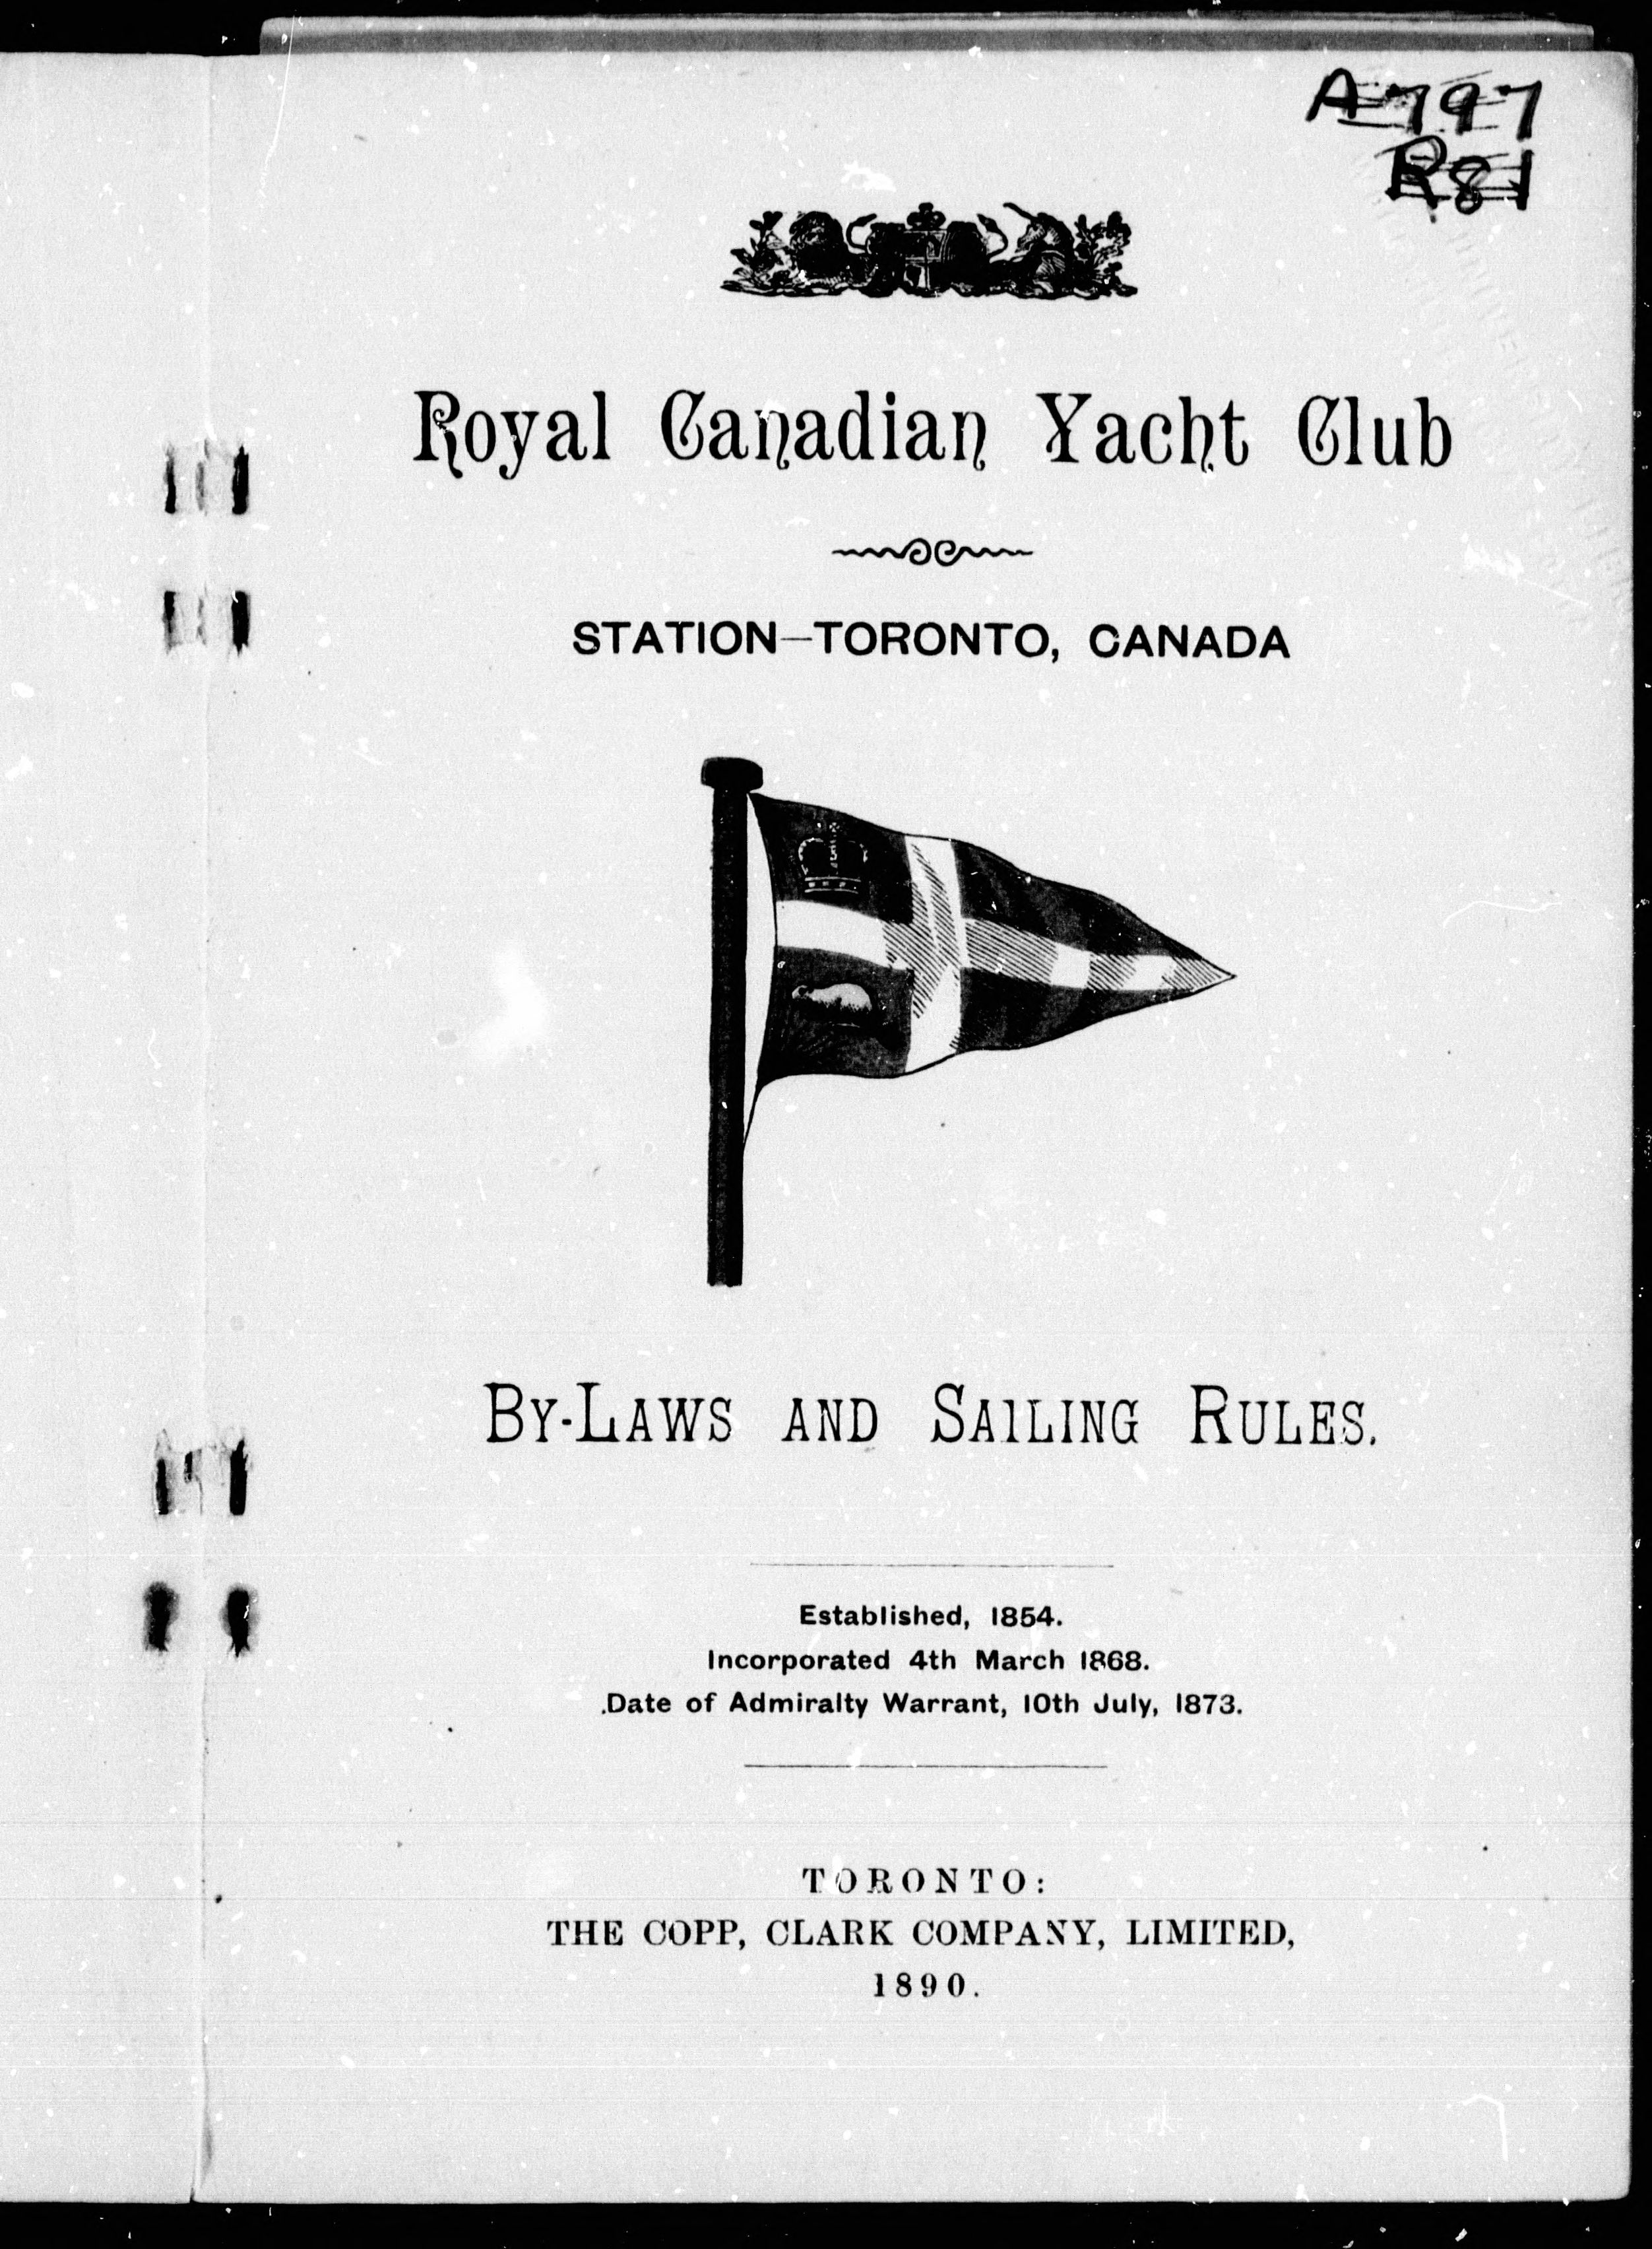 A797
R81
Royal Canadian Yacht Club
STATION—TORONTO, CANADA
BY-LAWS AND SAILING RULES.
Established, 1854.
Incorporated 4th March 1868.
Date of Admiralty Warrant, 10th July, 1873.
TORONTO:
THE COPP, CLARK COMPANY, LIMITED,
1890.